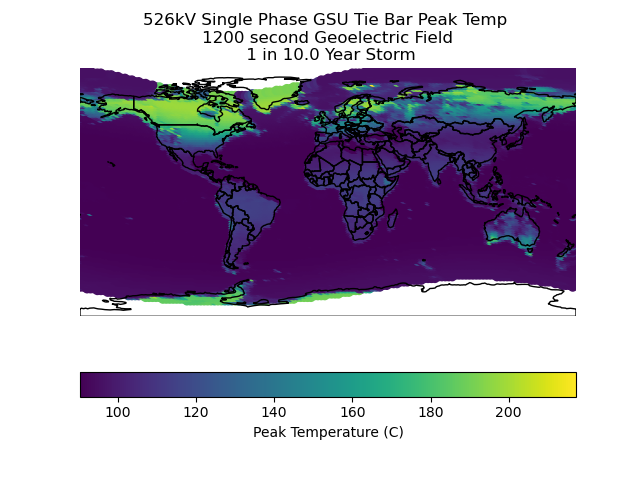 526kV Single Phase GSU Tie Bar Peak Temp
1200 second Geoelectric Field
1 in 10.0 Year Storm
100 120 140 160 180 200
Peak Temperature (C)